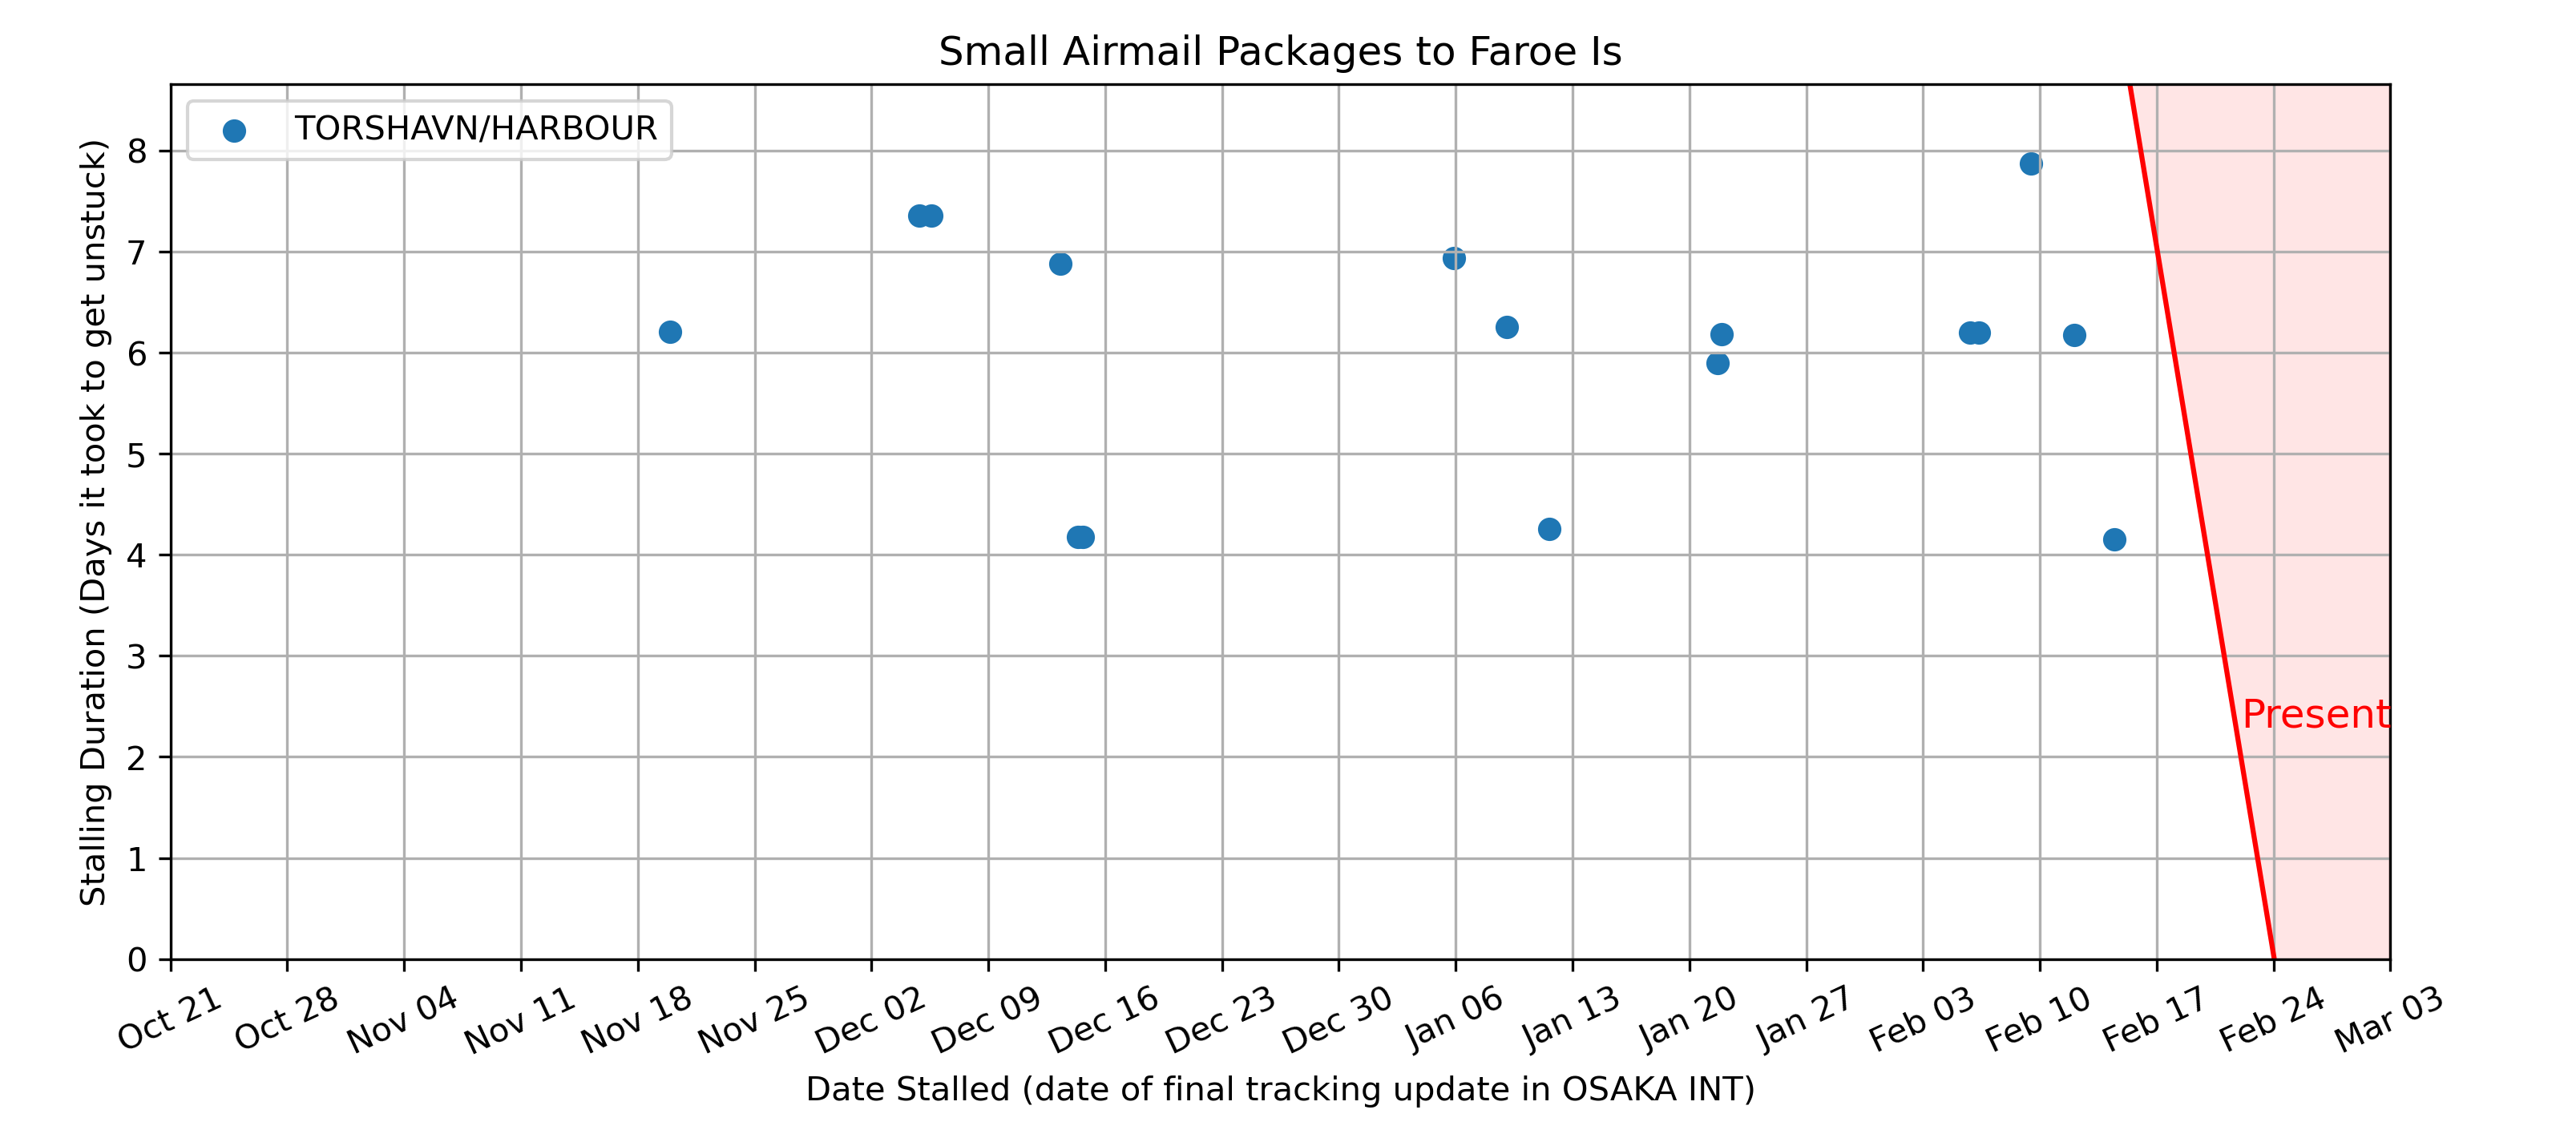 Small Airmail Packages to Faroe Is
TORSHAVN/HARBOUR
Stalling Duration (Days it took to get unstuck)
8
7
6
5
4
3
2
1
0
Present
Oct 21 Oct 28 Nov 04 Nov 11 Nov 18 Nov 25 Dec 02 Dec 09 Dec 16 Dec 23 Dec 30 Jan 06 Jan 13 Jan 20 Jan 27 Feb 03 Feb 10 Feb 17 Feb 24 Mar 03
Date Stalled (date of final tracking update in OSAKA INT)